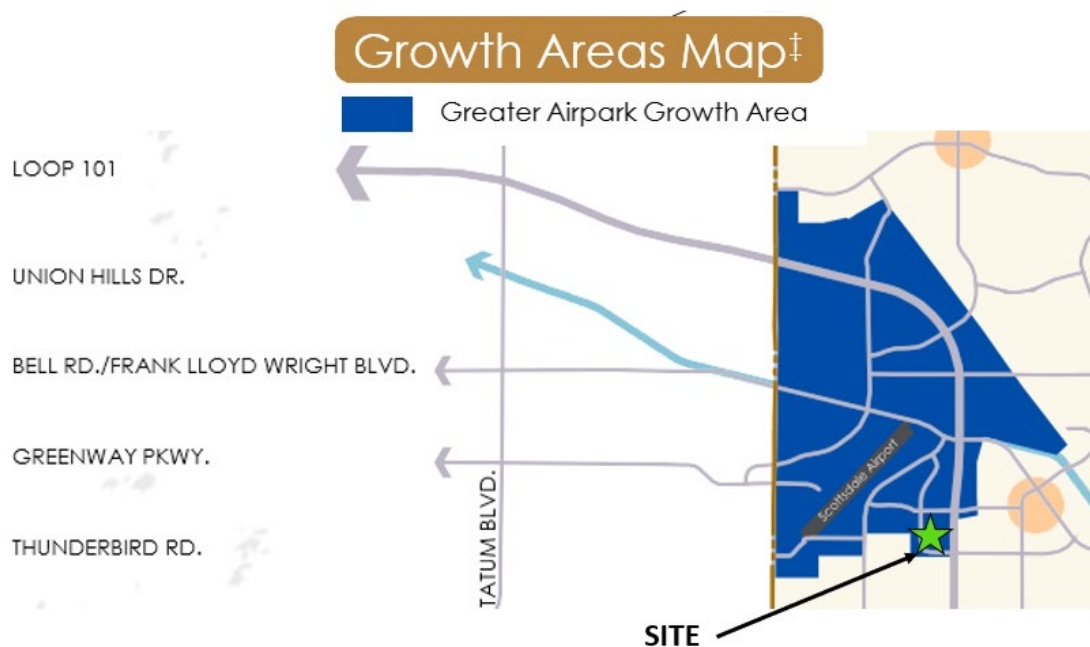 Growth Areas Map‡
Greater Airpark Growth Area
LOOP 101
UNION HILLS DR.
BELL RD./FRANK LLOYD WRIGHT BLVD.
GREENWAY PKWY.
THUNDERBIRD RD.
TATUM BLVD.
Scottsdale Airport
SITE